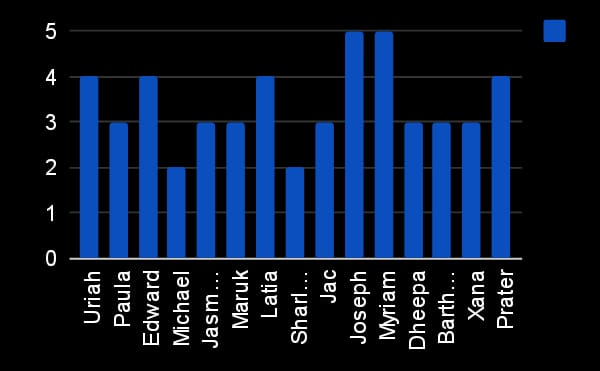 5
4
3
2
1
0
Uriah
Paula
Edward
Michael
Jasm…
Maruk
Latia
Sharl…
Jac
Joseph
Myriam
Dheepa
Barth…
Xana
Prater